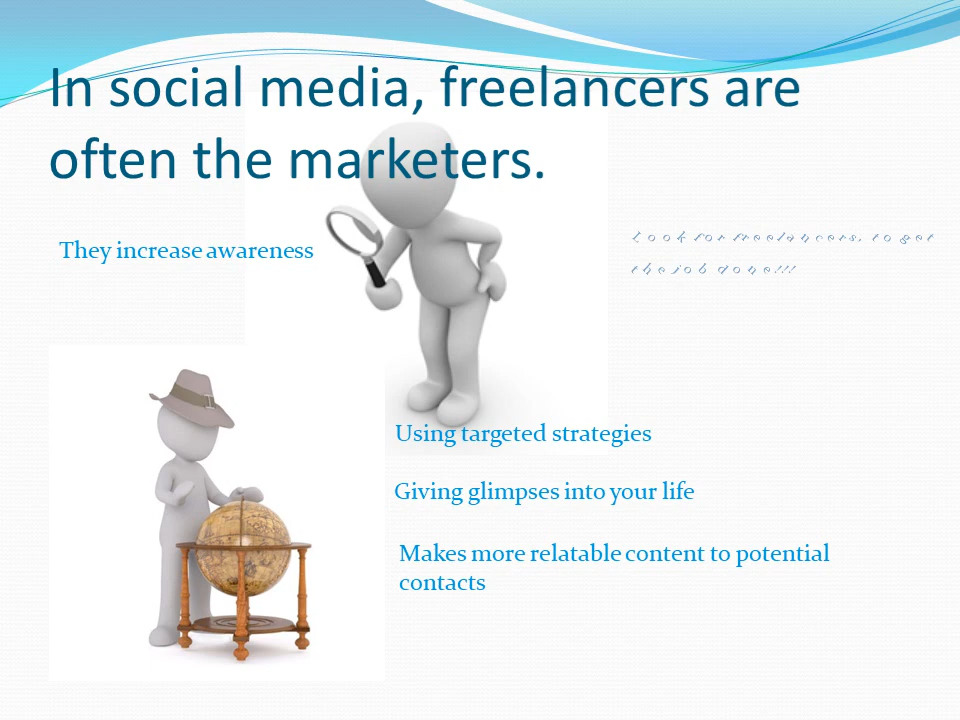 In social media, freelancers are
often the marketers.
They increase awareness
Look for freelancers, to get
the job done!!!
Using targeted strategies
Giving glimpses into your life
Makes more relatable content to potential
contacts